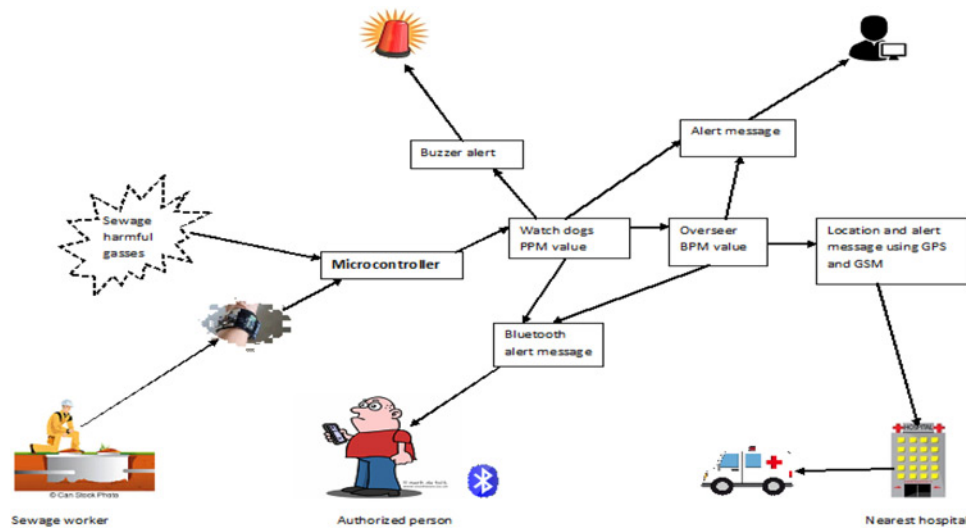 Buzzer alert
Alert message
Sewage
harmful
gasses
Watch dogs
PPM value
Overseer
BPM value
Location and alert
message using GPS
and GSM
Microcontroller
Bluetooth
alert message
HOSPITAL
© Can Stock Photo
Sewage worker
Authorized person
Nearest hospital